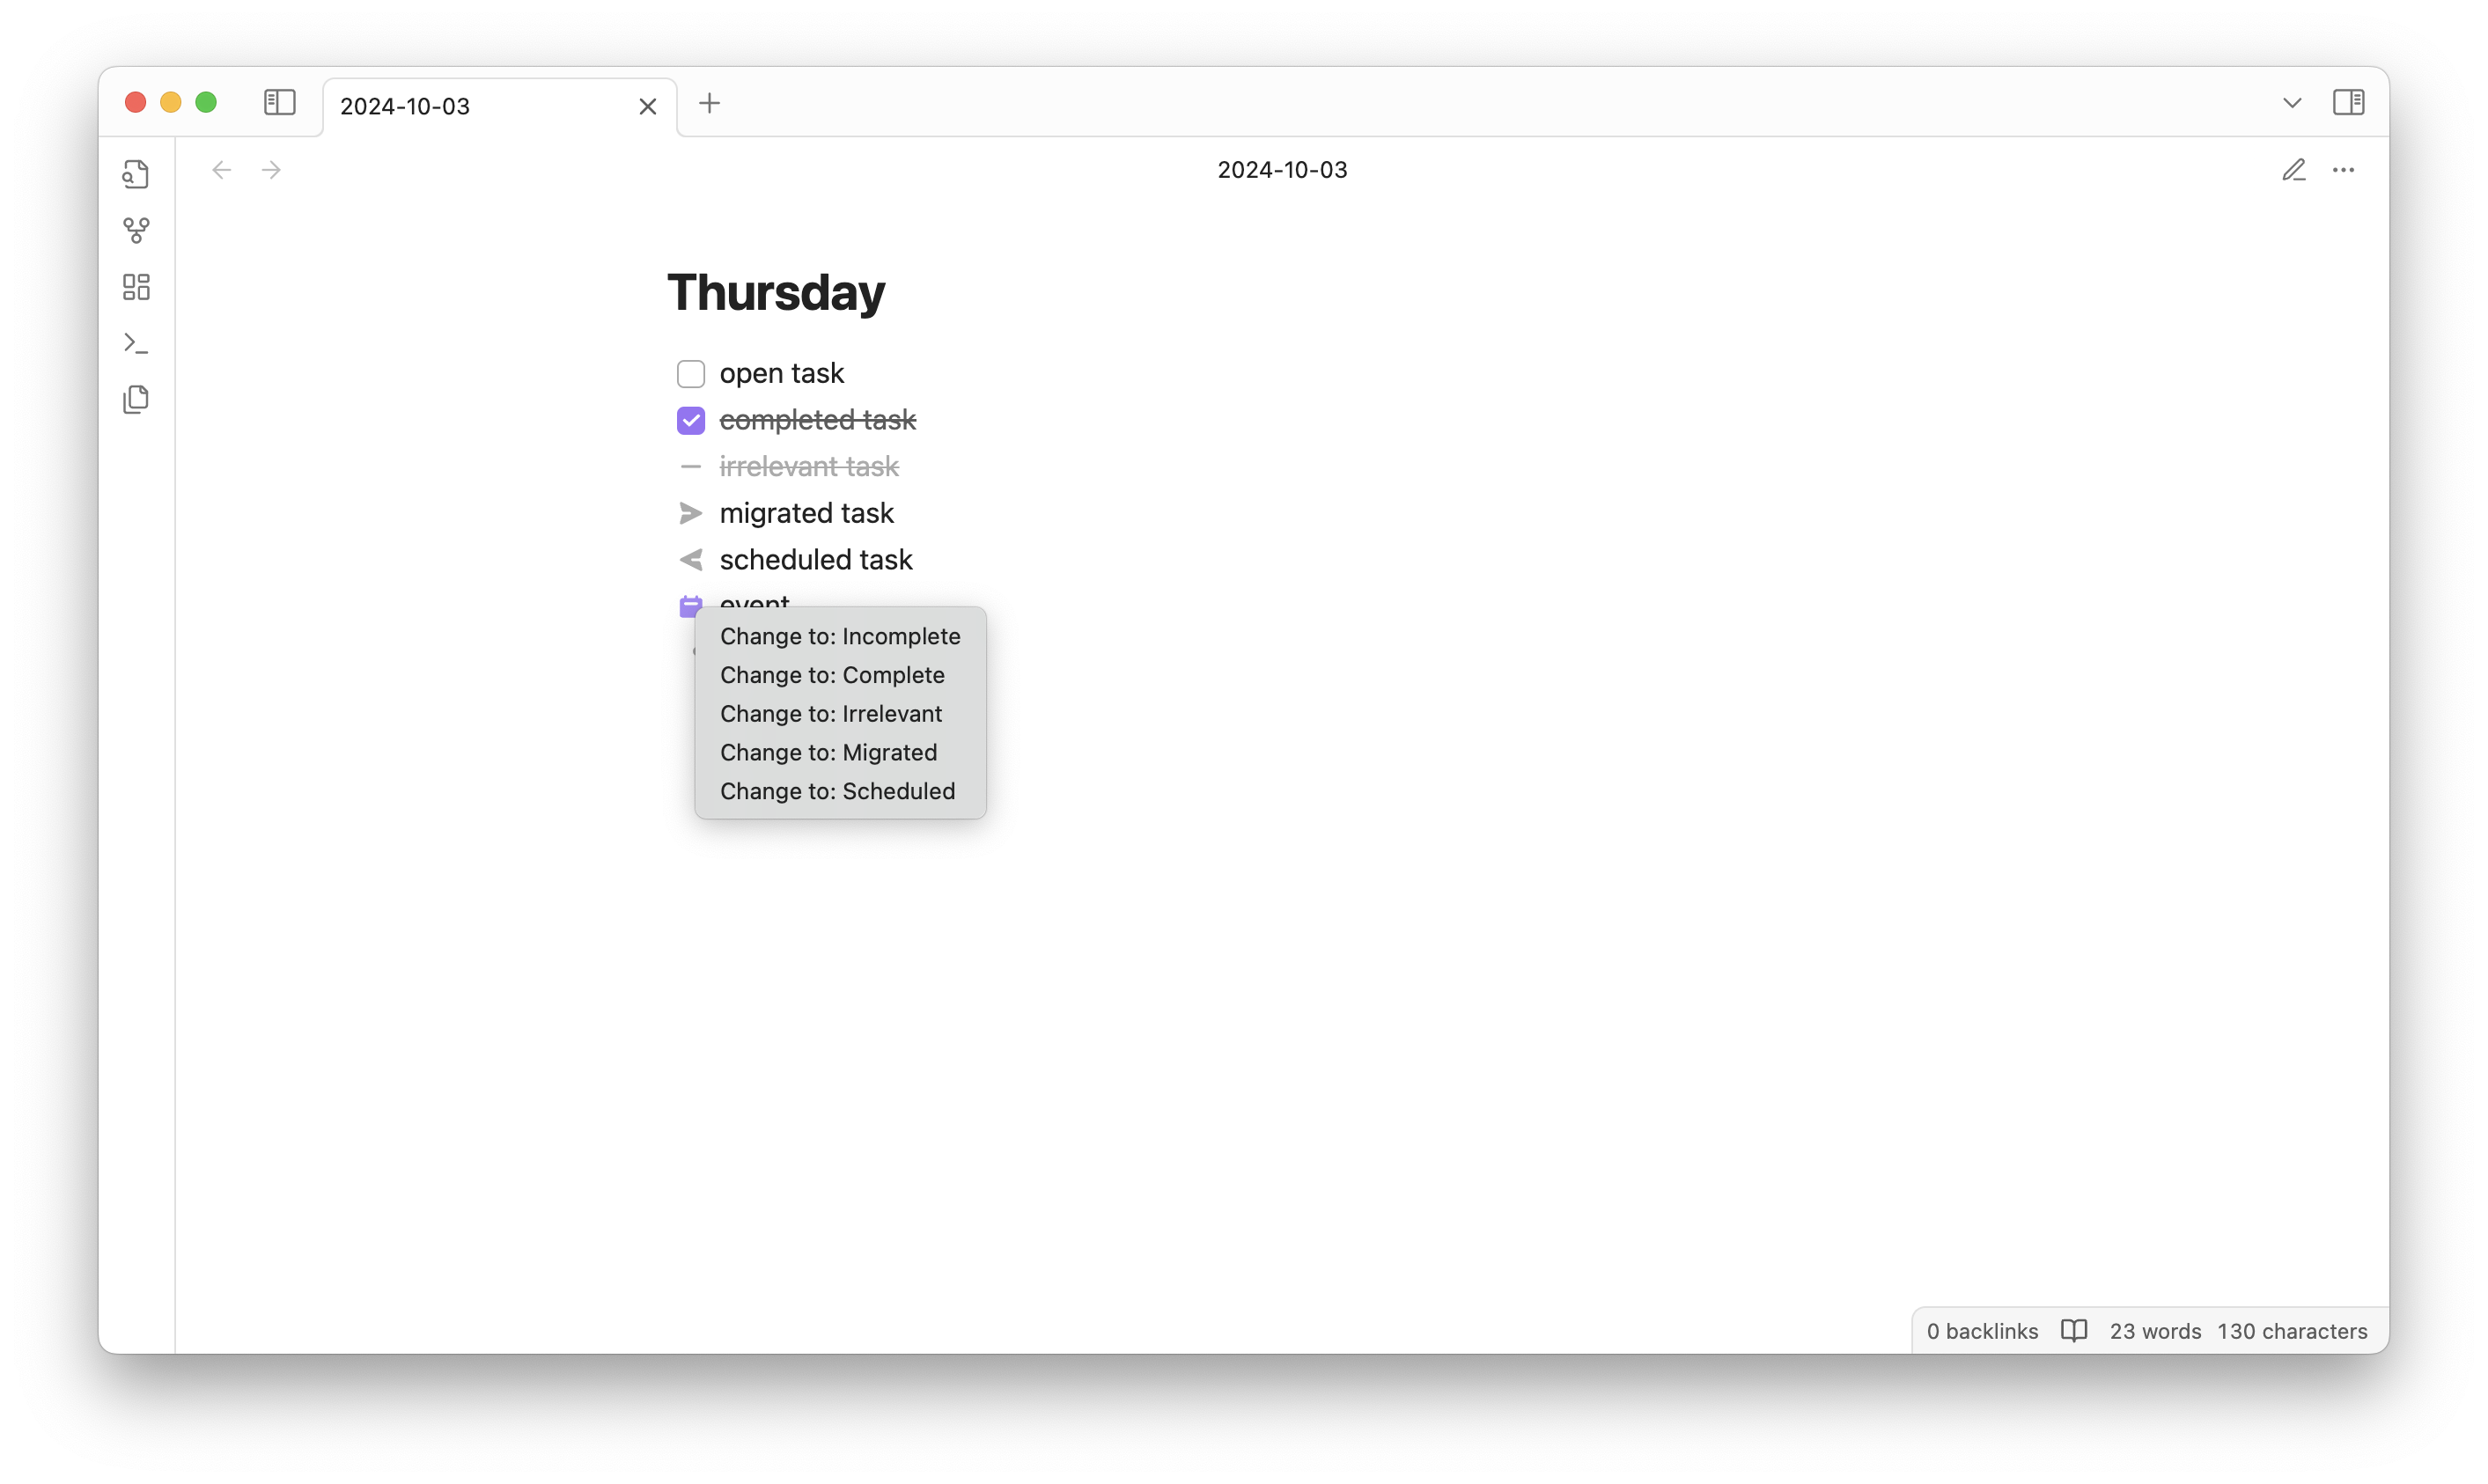 2024-10-03
2024-10-03
Thursday
open task
completed task
irrelevant task
migrated task
scheduled task
event
Change to: Incomplete
Change to: Complete
Change to: Irrelevant
Change to: Migrated
Change to: Scheduled
0 backlinks 23 words 130 characters